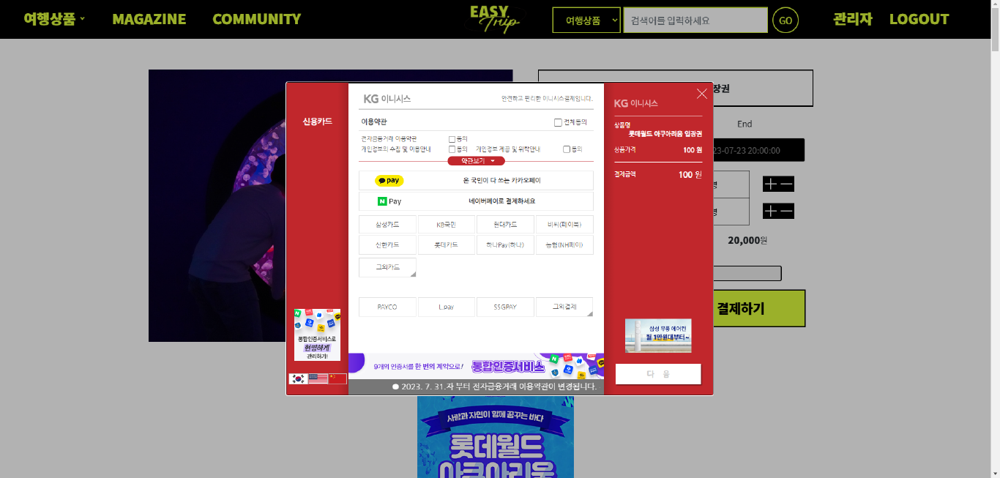 여행상품
MAGAZINE
COMMUNITY
EASY
Trip
여행상품
검색어를 입력하세요
GO
관리자
LOGOUT
장권
End
23-07-23 20:00:00
명
명
20,000원
결제하기
신용카드
통합인증서비스로
현명하게
관리하기!
KG 이니시스
안전하고 편리한 이니시스결제입니다.
이용약관
전체동의
전자금융거래 이용약관
동의
개인정보의 수집 및 이용안내
동의
개인정보 제공 및 위탁안내
동의
약관보기
pay
온 국민이 다 쓰는 카카오페이
N Pay
네이버페이로 결제하세요
삼성카드
KB국민
현대카드
비씨(페이북)
신한카드
롯데카드
하나Pay(하나)
농협(NH페이)
그외카드
PAYCO
L.pay
SSGPAY
그외결제
9개의 인증서를 한 번의 계약으로!
통합인증서비스
● 2023. 7. 31.자 부터 전자금융거래 이용약관이 변경됩니다.
KG 이니시스
상품명
롯데월드 아쿠아리움 입장권
상품가격
100 원
결제금액
100 원
삼성 무풍 에어컨
월 1만원대부터~
다 음
사람과 자연이 함께 꿈꾸는 바다
롯데월드
아쿠아리움